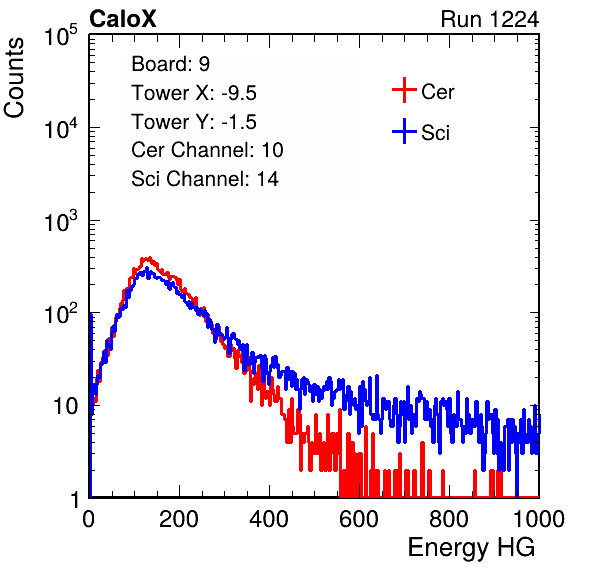 CaloX Run 1224
Counts
Board: 9
Tower X: -9.5
Tower Y: -1.5
Cer Channel: 10
Sci Channel: 14
Cer
Sci
10^5
10^4
10^3
10^2
10
1
0 200 400 600 800 1000
Energy HG